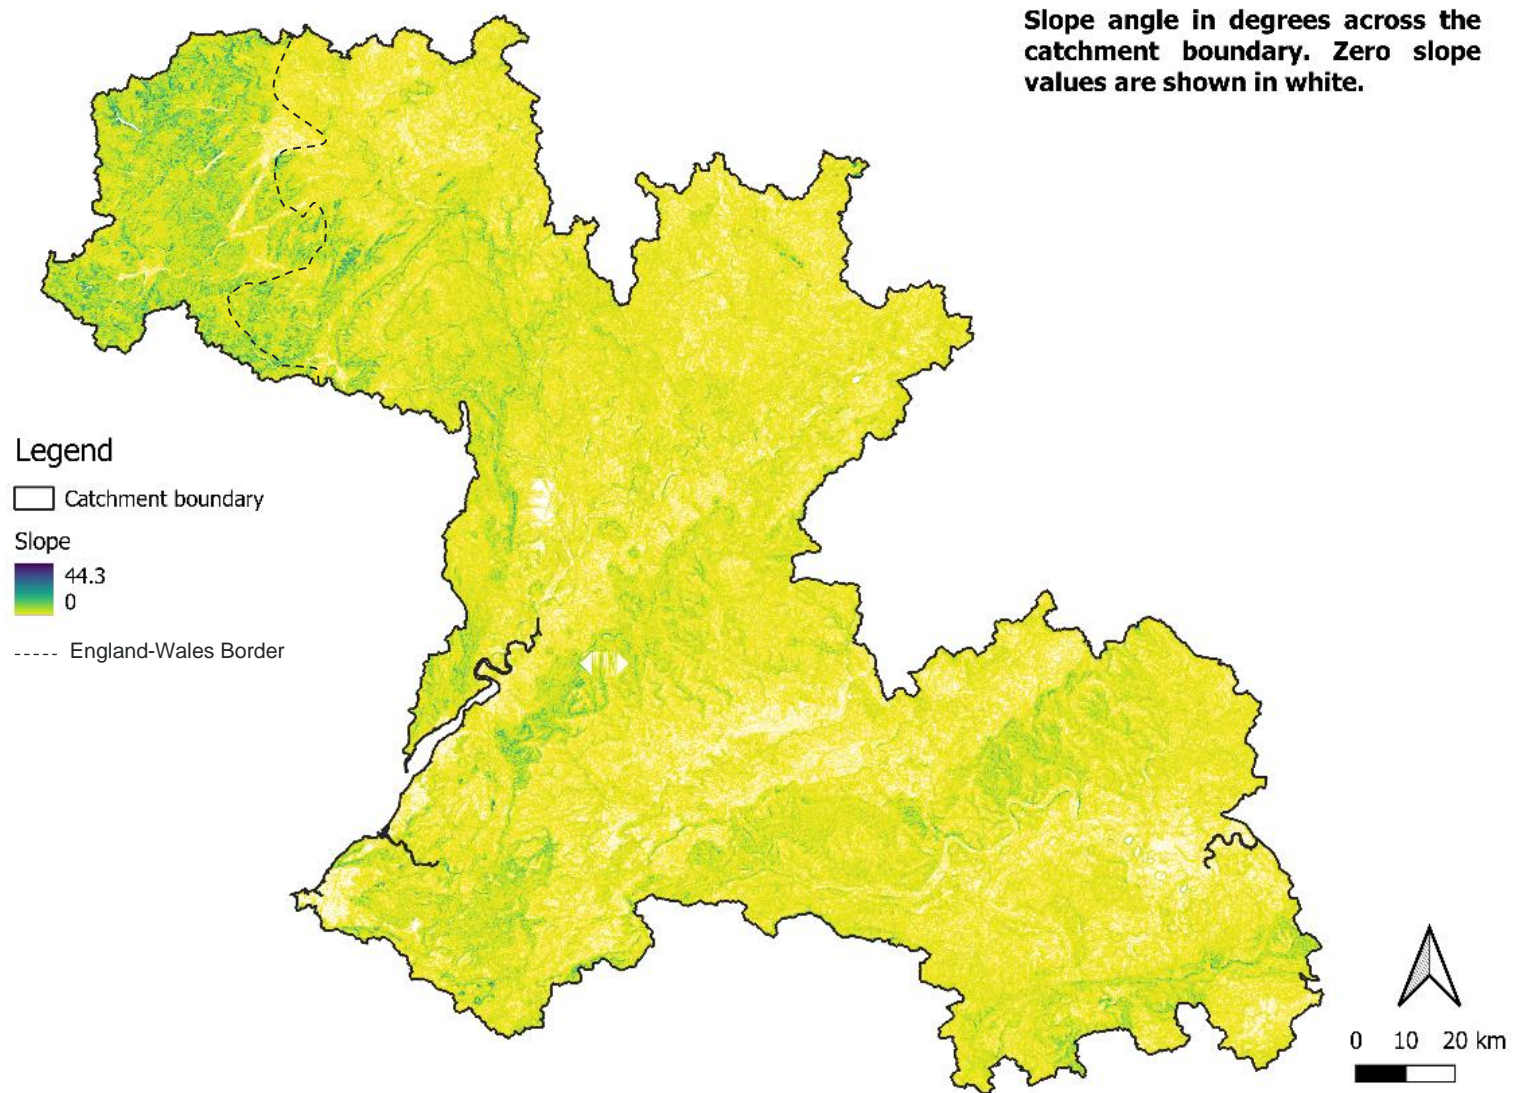 Slope angle in degrees across the
catchment boundary. Zero slope
values are shown in white.
Legend
Catchment boundary
Slope
44.3
0
England-Wales Border
0 10 20 km